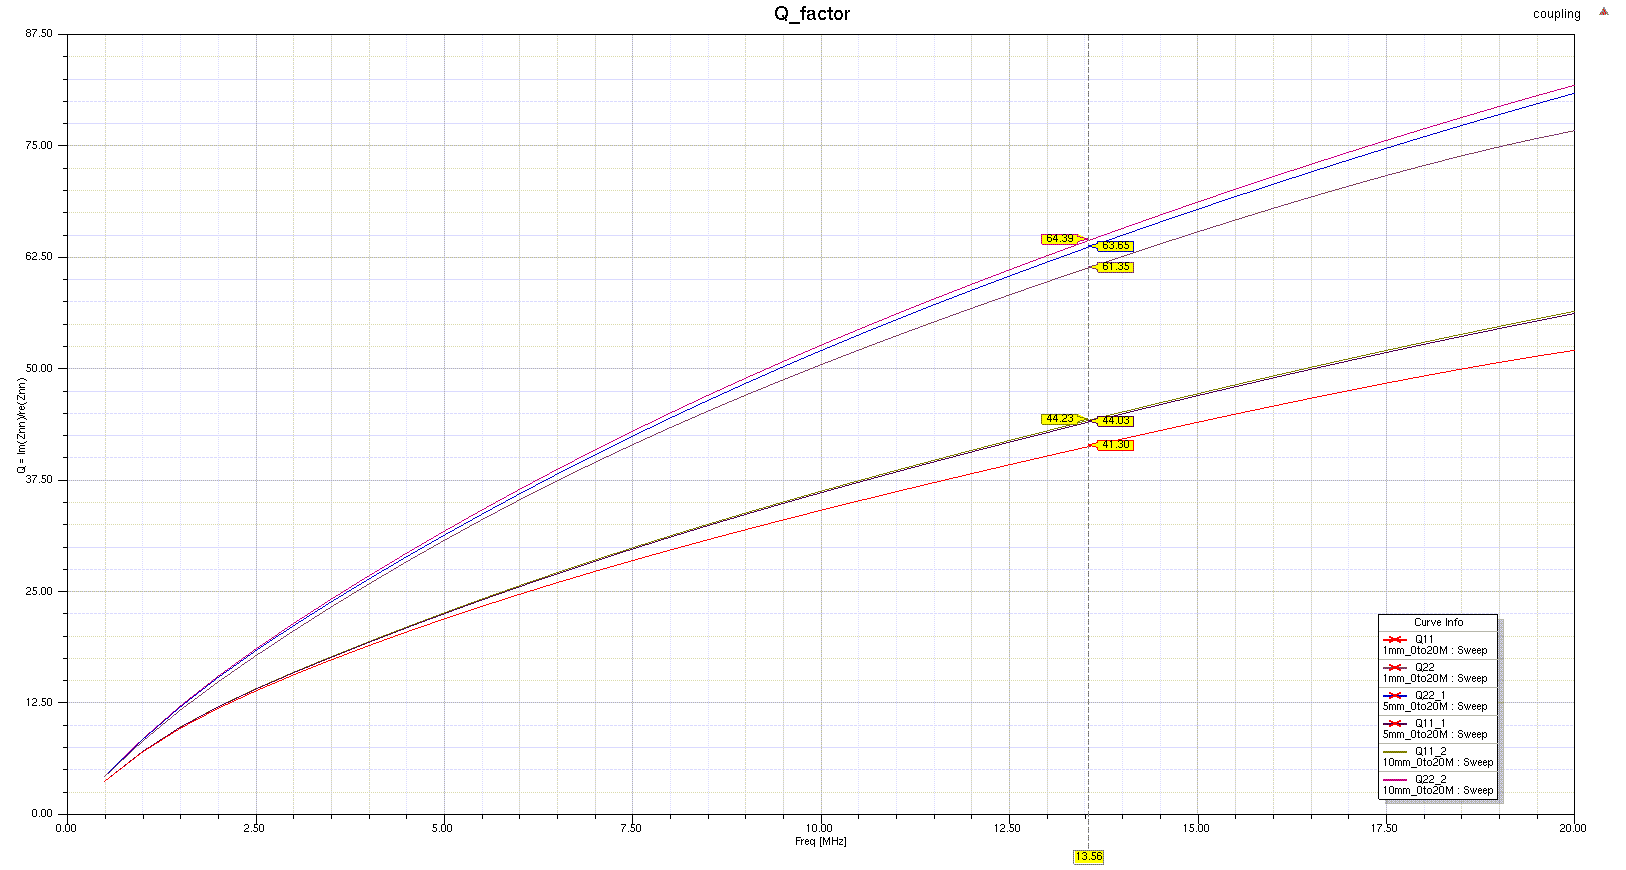 Q_factor
coupling
87.50
75.00
62.50
50.00
37.50
25.00
12.50
0.00
Q = Im(Znn)/re(Znn)
64.39
63.65
61.35
44.23
44.03
41.30
Curve Info
Q11
1mm_0to20M : Sweep
Q22
1mm_0to20M : Sweep
Q22_1
5mm_0to20M : Sweep
Q11_1
5mm_0to20M : Sweep
Q11_2
10mm_0to20M : Sweep
Q22_2
10mm_0to20M : Sweep
0.00 2.50 5.00 7.50 10.00 12.50 15.00 17.50 20.00
Freq [MHz]
13.56